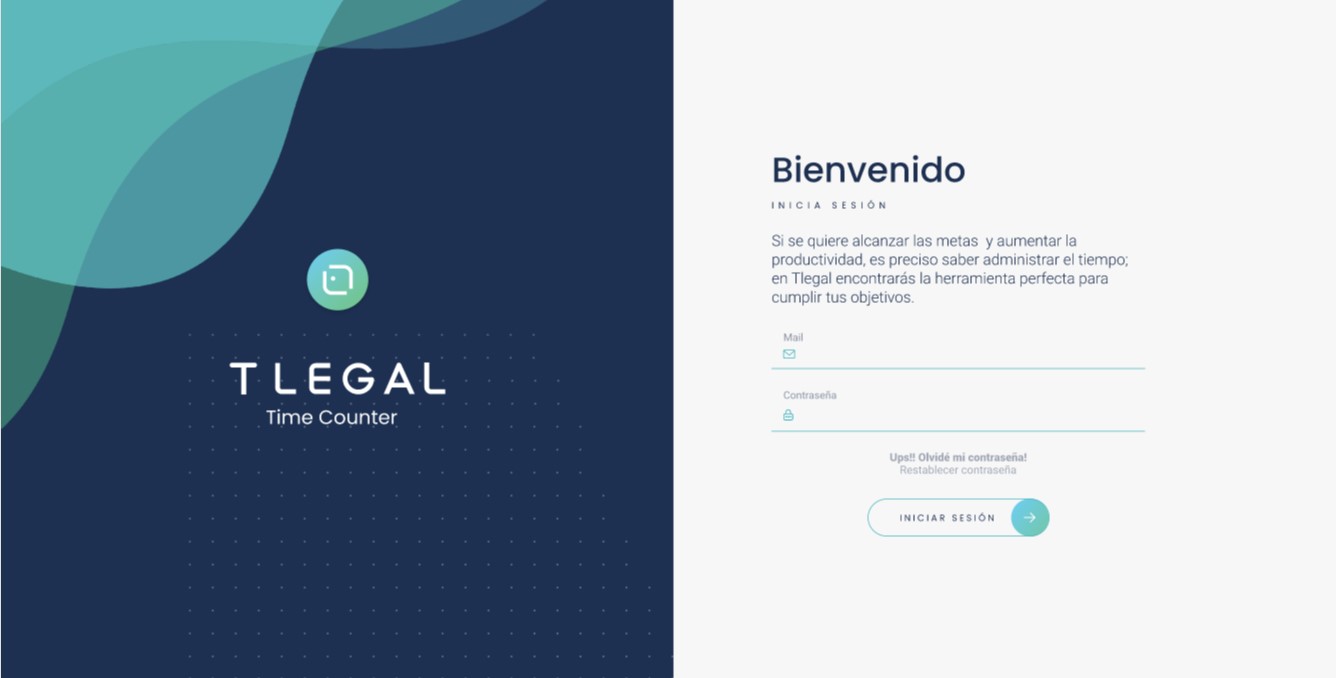 TLEGAL
Time Counter
Bienvenido
INICIA SESIÓN
Si se quiere alcanzar las metas  y aumentar la
productividad, es preciso saber administrar el tiempo;
en Tlegal encontrarás la herramienta perfecta para
cumplir tus objetivos.
Mail
Contraseña
Ups!! Olvidé mi contraseña!
Restablecer contraseña
INICIAR SESIÓN